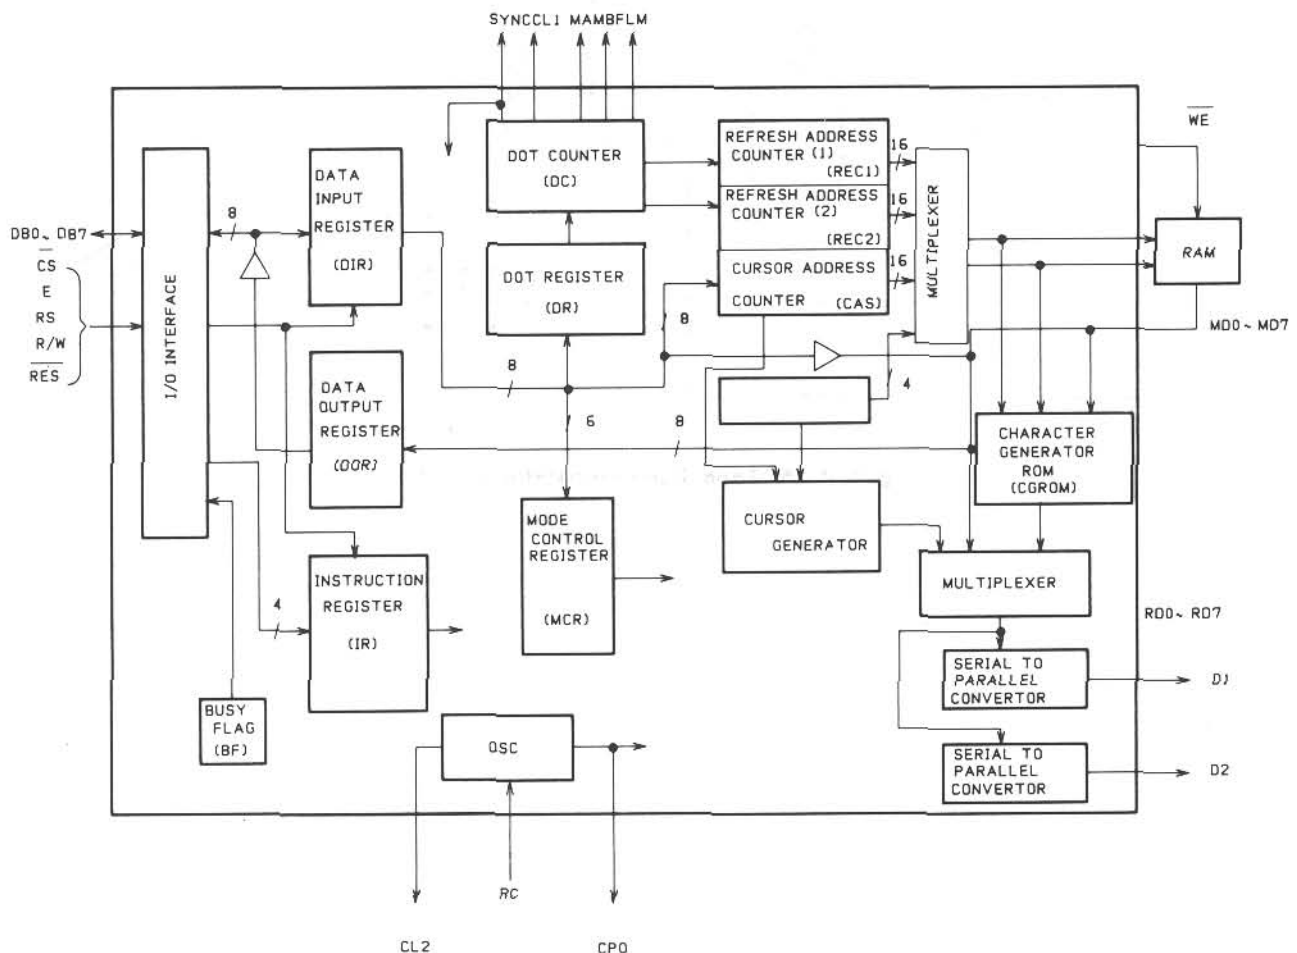 SYNCCL1 MAMBFLM
WE
DOT COUNTER
(DC)
REFRESH ADDRESS
COUNTER (1)
(REC1)
16
REFRESH ADDRESS
COUNTER (2)
(REC2)
16
CURSOR ADDRESS
COUNTER (CAS)
16
MULTIPLEXER
RAM
DATA
INPUT
REGISTER
(DIR)
8
DB0~ DB7
CS
E
RS
R/W
RES
I/O INTERFACE
DOT REGISTER
(DR)
8
MD0~ MD7
8
4
6
8
DATA
OUTPUT
REGISTER
(DOR)
CHARACTER
GENERATOR
ROM
(CGROM)
MODE
CONTROL
REGISTER
(MCR)
CURSOR
GENERATOR
INSTRUCTION
REGISTER
(IR)
4
MULTIPLEXER
RD0~ RD7
SERIAL TO
PARALLEL
CONVERTOR
D1
BUSY
FLAG
(BF)
OSC
SERIAL TO
PARALLEL
CONVERTOR
D2
RC
CL2
CPO